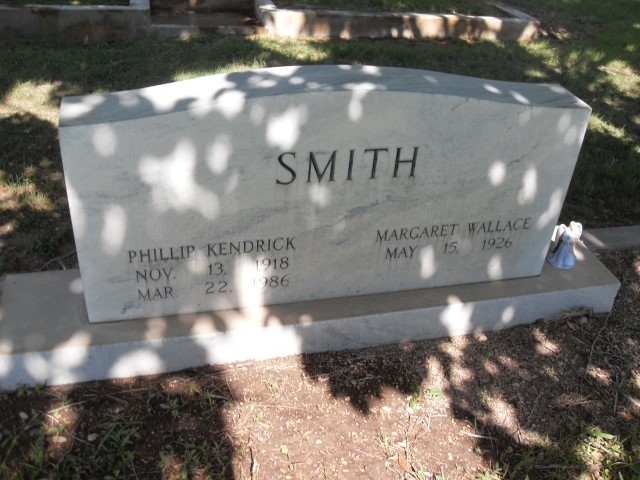 SMITH
PHILLIP KENDRICK
NOV. 13, 1918
MAR. 22, 1986
MARGARET WALLACE
MAY 15, 1926